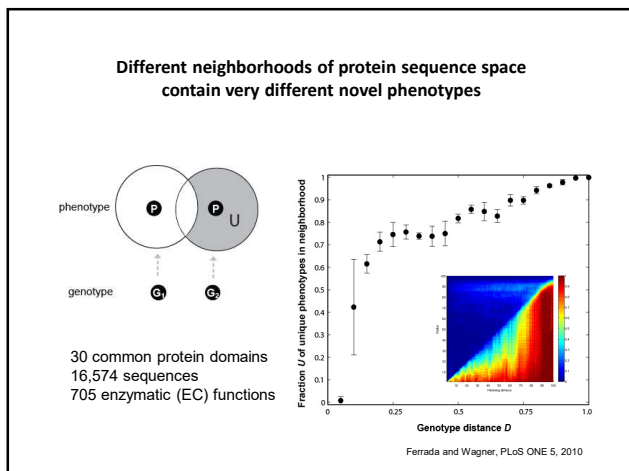 Different neighborhoods of protein sequence space
contain very different novel phenotypes
phenotype
P
P
U
genotype
G1
G2
30 common protein domains
16,574 sequences
705 enzymatic (EC) functions
Fraction U of unique phenotypes in neighborhood
1
0.9
0.8
0.7
0.6
0.5
0.4
0.3
0.2
0.1
0
0
0.25
0.5
0.75
1.0
Genotype distance D
Ferrada and Wagner, PLoS ONE 5, 2010